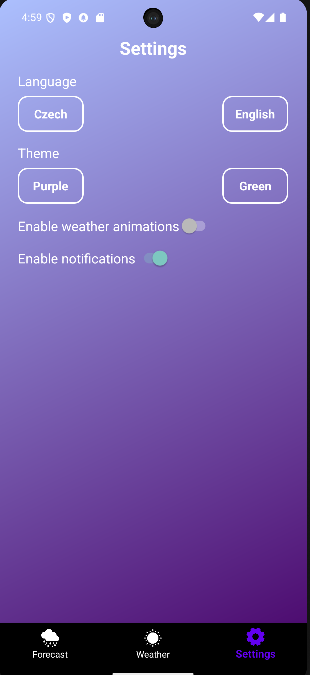 4:59
Settings
Language
Czech English
Theme
Purple Green
Enable weather animations
Enable notifications
Forecast Weather Settings